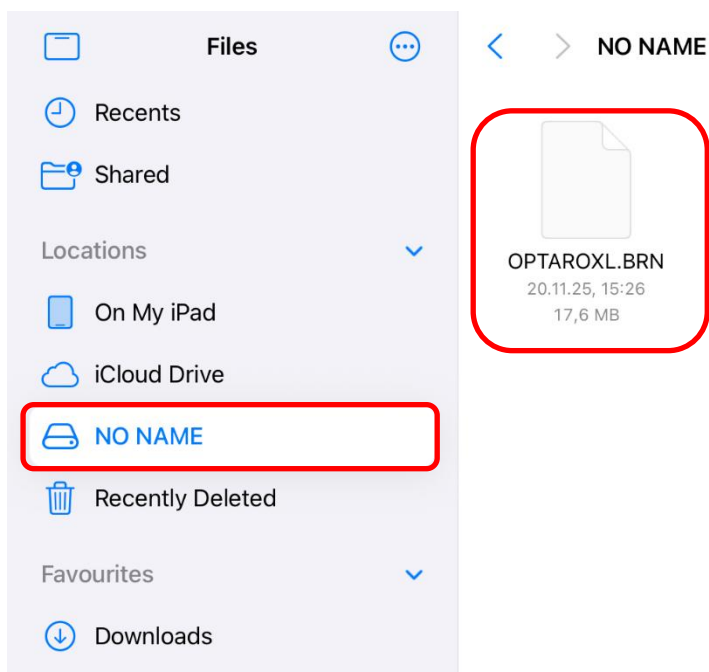 Files
Recents
Shared
Locations
On My iPad
iCloud Drive
NO NAME
Recently Deleted
Favourites
Downloads
NO NAME
OPTAROXL.BRN
20.11.25, 15:26
17,6 MB